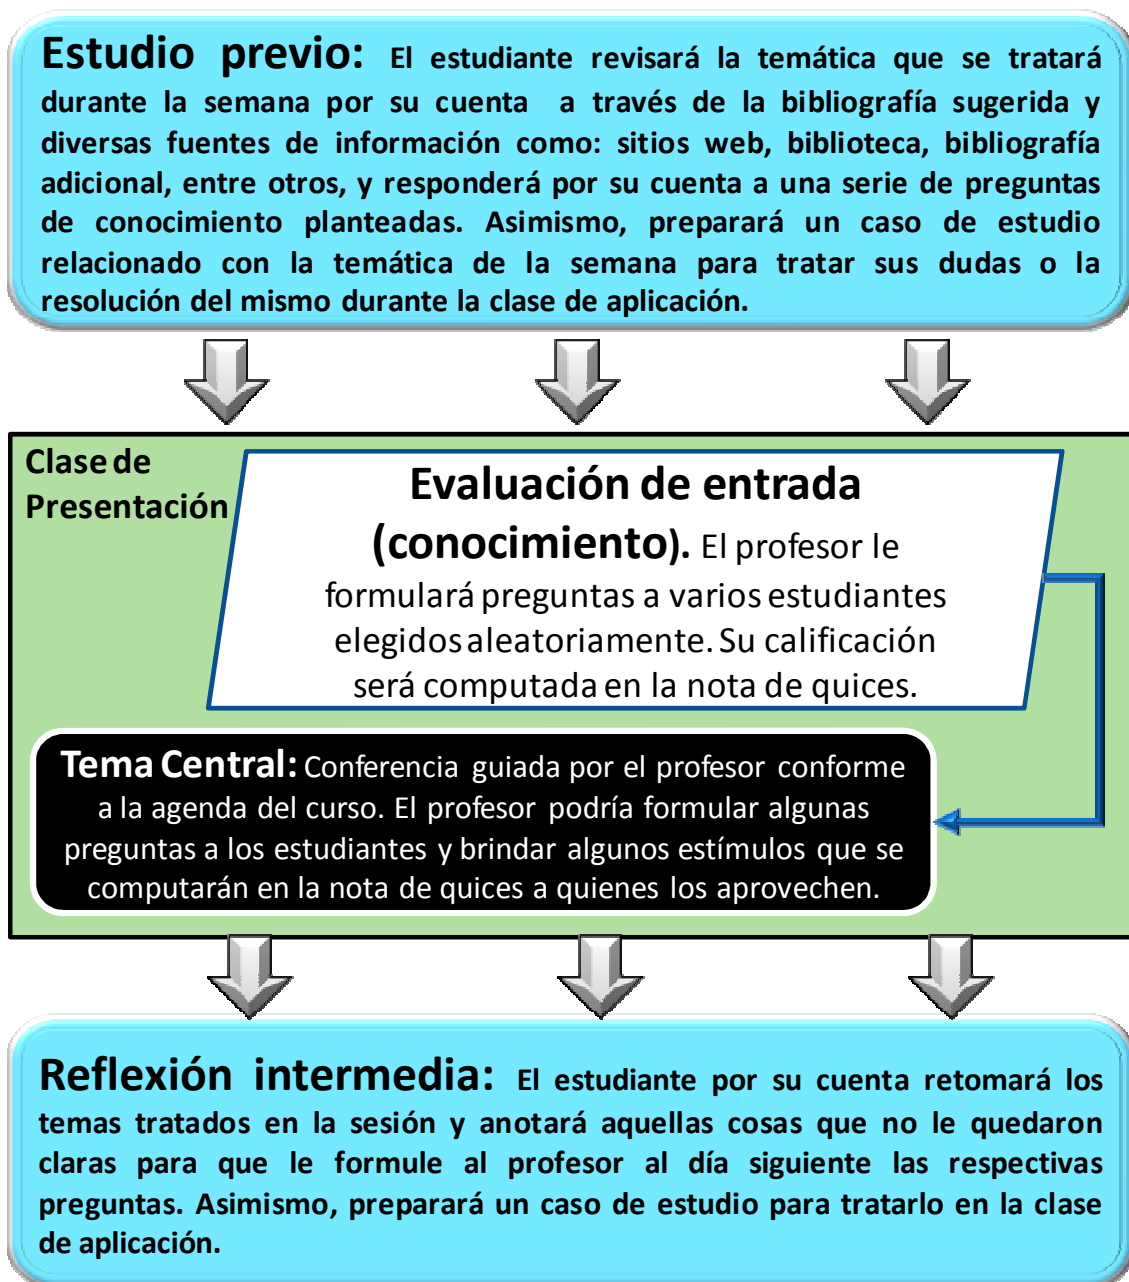 Estudio previo: El estudiante revisará la temática que se tratará
durante la semana por su cuenta a través de la bibliografía sugerida y
diversas fuentes de información como: sitios web, biblioteca, bibliografía
adicional, entre otros, y responderá por su cuenta a una serie de preguntas
de conocimiento planteadas. Asimismo, preparará un caso de estudio
relacionado con la temática de la semana para tratar sus dudas o la
resolución del mismo durante la clase de aplicación.
Clase de
Presentación
Evaluación de entrada
(conocimiento). El profesor le
formulará preguntas a varios estudiantes
elegidos aleatoriamente. Su calificación
será computada en la nota de quices.
Tema Central: Conferencia guiada por el profesor conforme
a la agenda del curso. El profesor podría formular algunas
preguntas a los estudiantes y brindar algunos estímulos que se
computarán en la nota de quices a quienes los aprovechen.
Reflexión intermedia: El estudiante por su cuenta retomará los
temas tratados en la sesión y anotará aquellas cosas que no le quedaron
claras para que le formule al profesor al día siguiente las respectivas
preguntas. Asimismo, preparará un caso de estudio para tratarlo en la clase
de aplicación.